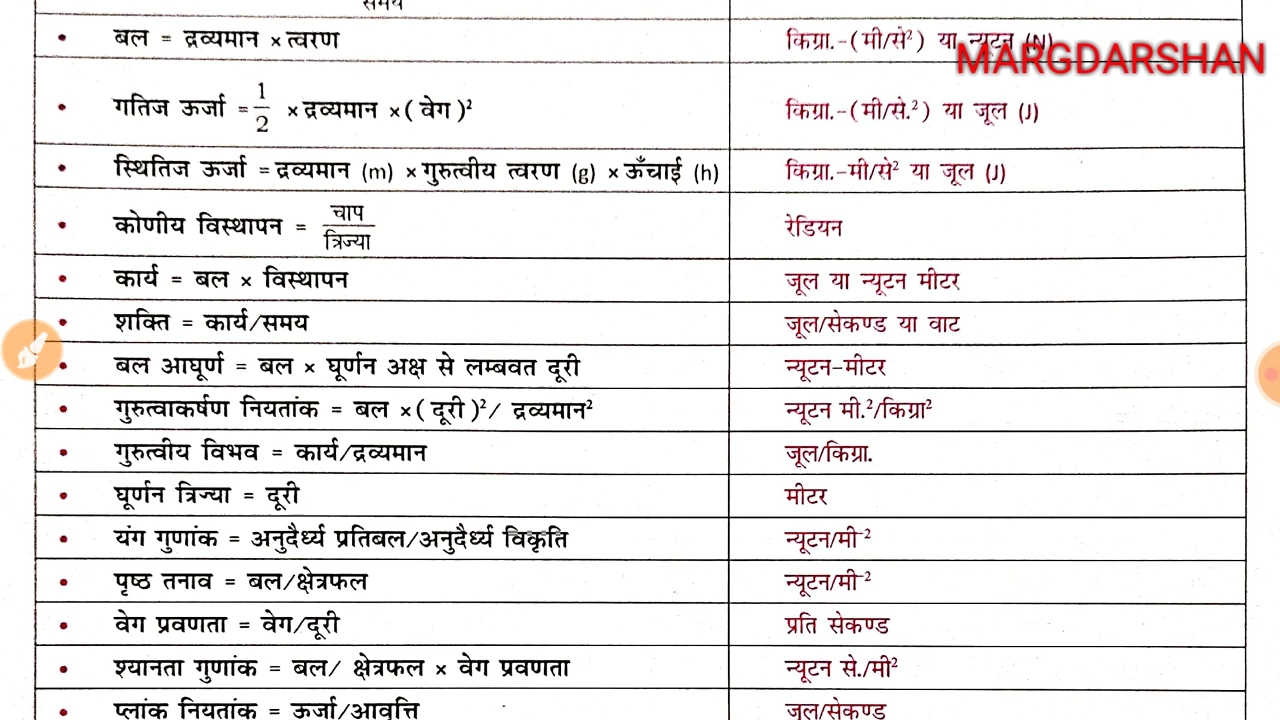 समय
• बल = द्रव्यमान × त्वरण किग्रा.-(मी/से²) या न्यूटन (N)
MARGDARSHAN
• गतिज ऊर्जा = 1/2 × द्रव्यमान × (वेग)² किग्रा.-(मी/से.²) या जूल (J)
• स्थितिज ऊर्जा = द्रव्यमान (m) × गुरुत्वीय त्वरण (g) × ऊँचाई (h) किग्रा.-मी/से² या जूल (J)
• कोणीय विस्थापन = चाप/त्रिज्या रेडियन
• कार्य = बल × विस्थापन जूल या न्यूटन मीटर
• शक्ति = कार्य/समय जूल/सेकण्ड या वाट
• बल आघूर्ण = बल × घूर्णन अक्ष से लम्बवत दूरी न्यूटन-मीटर
• गुरुत्वाकर्षण नियतांक = बल × (दूरी)²/ द्रव्यमान² न्यूटन मी.²/किग्रा²
• गुरुत्वीय विभव = कार्य/द्रव्यमान जूल/किग्रा.
• घूर्णन त्रिज्या = दूरी मीटर
• यंग गुणांक = अनुदैर्ध्य प्रतिबल/अनुदैर्ध्य विकृति न्यूटन/मी⁻²
• पृष्ठ तनाव = बल/क्षेत्रफल न्यूटन/मी⁻²
• वेग प्रवणता = वेग/दूरी प्रति सेकण्ड
• श्यानता गुणांक = बल/ क्षेत्रफल × वेग प्रवणता न्यूटन से./मी²
• प्लांक नियतांक = ऊर्जा/आवृत्ति जूल/सेकण्ड